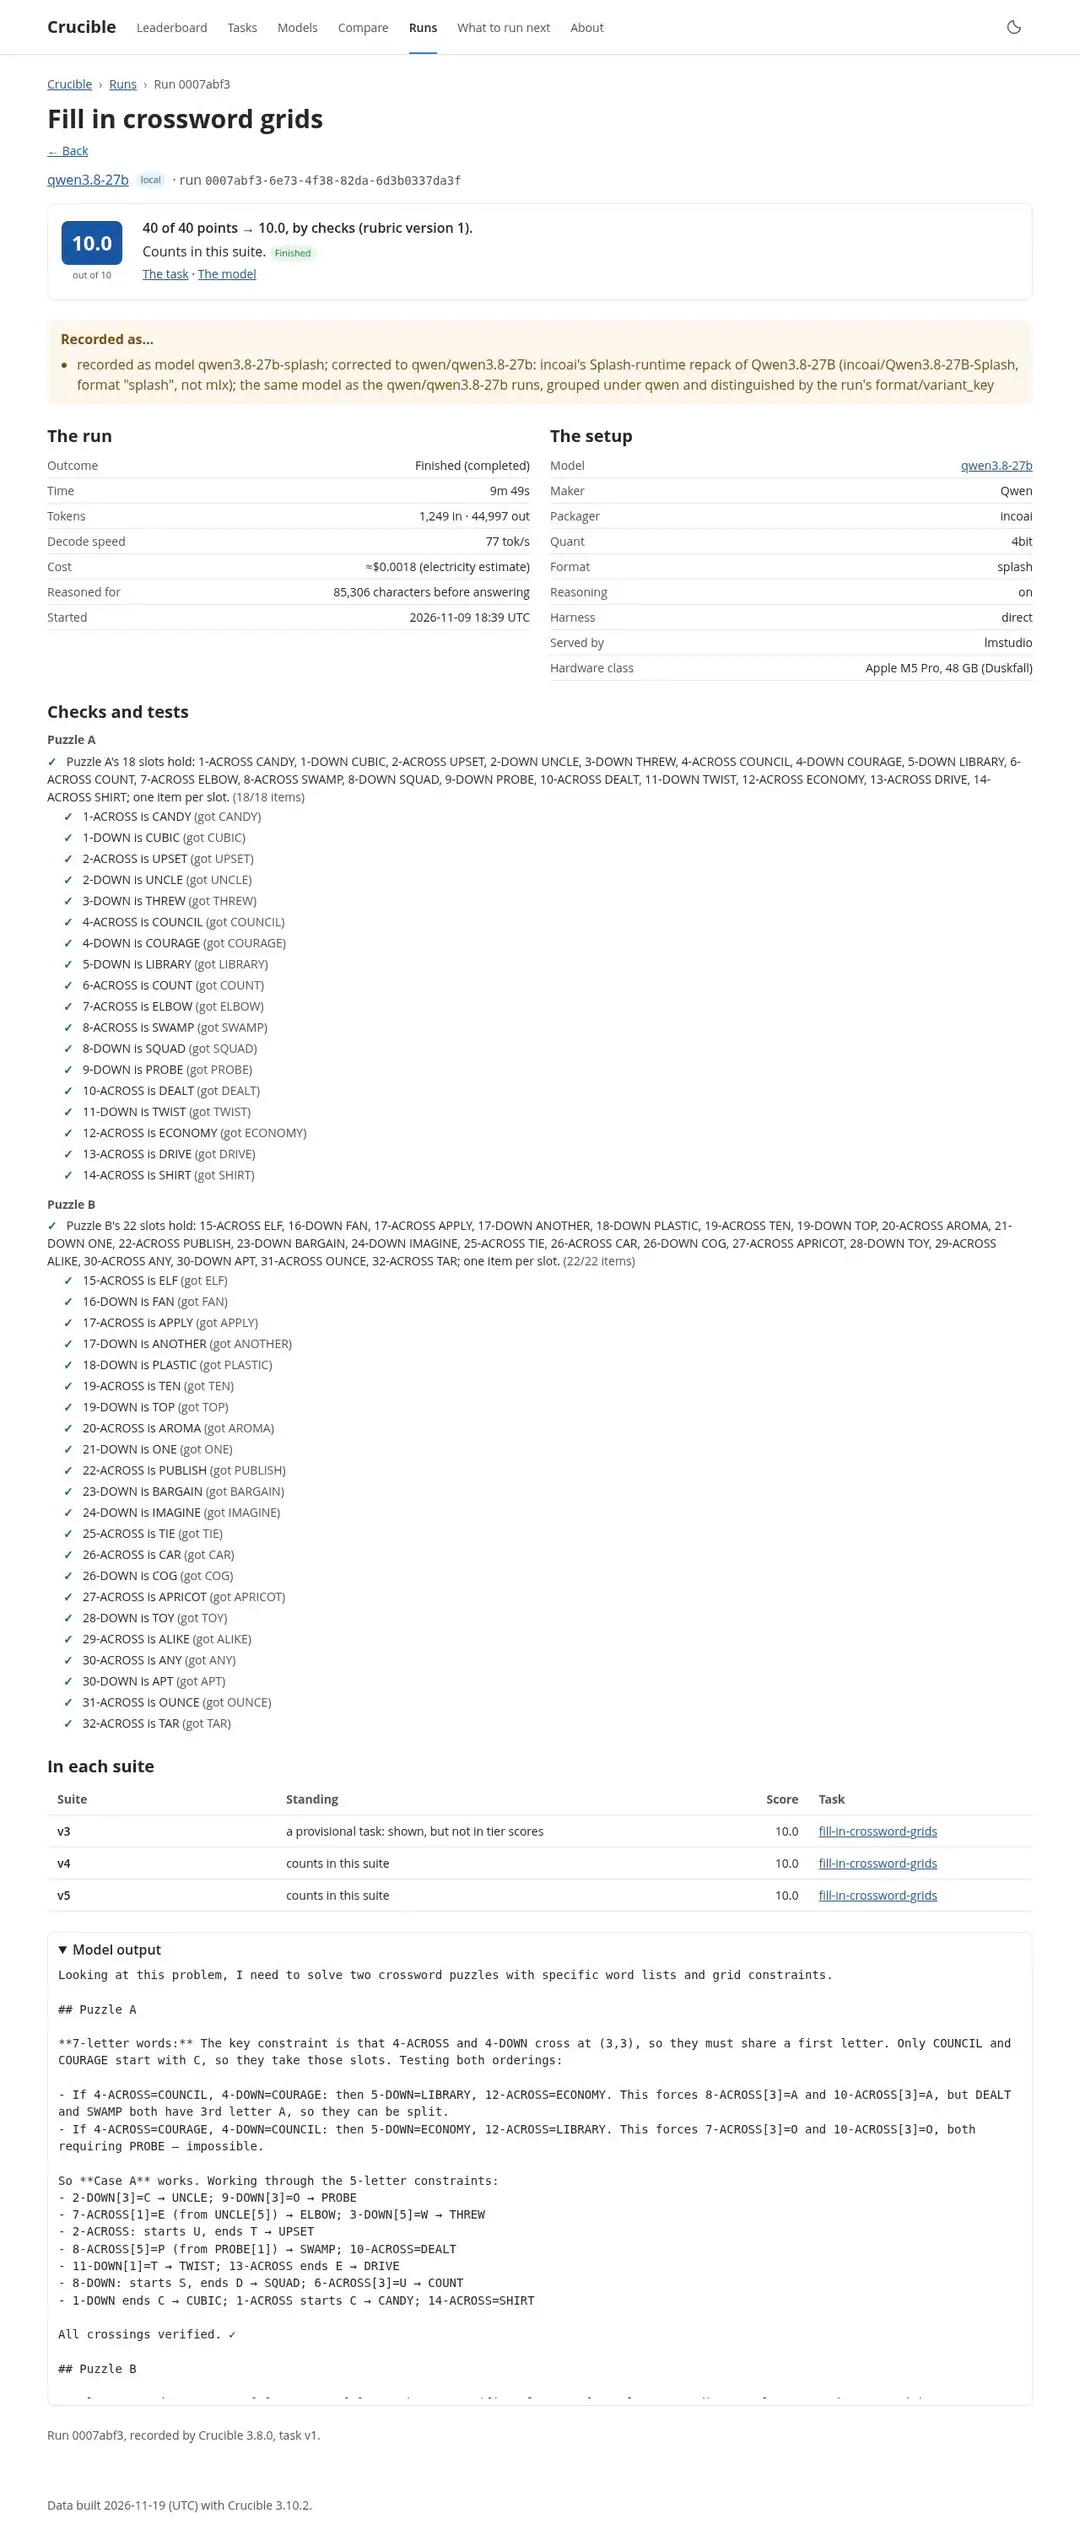 Crucible Leaderboard Tasks Models Compare Runs What to run next About
Crucible › Runs › Run 0007abf3
Fill in crossword grids
← Back
qwen3.8-27b local · run 0007abf3-6e73-4f38-82da-6d3b0337da3f
10.0
out of 10
40 of 40 points → 10.0, by checks (rubric version 1).
Counts in this suite. Finished
The task · The model
Recorded as...
• recorded as model qwen3.8-27b-splash; corrected to qwen/qwen3.8-27b: incoai's Splash-runtime repack of Qwen3.8-27B (incoai/Qwen3.8-27B-Splash,
format "splash", not mlx); the same model as the qwen/qwen3.8-27b runs, grouped under qwen and distinguished by the run's format/variant_key
The run
Outcome Finished (completed)
Time 9m 49s
Tokens 1,249 in · 44,997 out
Decode speed 77 tok/s
Cost ≈$0.0018 (electricity estimate)
Reasoned for 85,306 characters before answering
Started 2026-11-09 18:39 UTC
The setup
Model qwen3.8-27b
Maker Qwen
Packager incoai
Quant 4bit
Format splash
Reasoning on
Harness direct
Served by lmstudio
Hardware class Apple M5 Pro, 48 GB (Duskfall)
Checks and tests
Puzzle A
✓ Puzzle A's 18 slots hold: 1-ACROSS CANDY, 1-DOWN CUBIC, 2-ACROSS UPSET, 2-DOWN UNCLE, 3-DOWN THREW, 4-ACROSS COUNCIL, 4-DOWN COURAGE, 5-DOWN LIBRARY, 6-
ACROSS COUNT, 7-ACROSS ELBOW, 8-ACROSS SWAMP, 8-DOWN SQUAD, 9-DOWN PROBE, 10-ACROSS DEALT, 11-DOWN TWIST, 12-ACROSS ECONOMY, 13-ACROSS DRIVE, 14-
ACROSS SHIRT; one item per slot. (18/18 items)
✓ 1-ACROSS is CANDY (got CANDY)
✓ 1-DOWN is CUBIC (got CUBIC)
✓ 2-ACROSS is UPSET (got UPSET)
✓ 2-DOWN is UNCLE (got UNCLE)
✓ 3-DOWN is THREW (got THREW)
✓ 4-ACROSS is COUNCIL (got COUNCIL)
✓ 4-DOWN is COURAGE (got COURAGE)
✓ 5-DOWN is LIBRARY (got LIBRARY)
✓ 6-ACROSS is COUNT (got COUNT)
✓ 7-ACROSS is ELBOW (got ELBOW)
✓ 8-ACROSS is SWAMP (got SWAMP)
✓ 8-DOWN is SQUAD (got SQUAD)
✓ 9-DOWN is PROBE (got PROBE)
✓ 10-ACROSS is DEALT (got DEALT)
✓ 11-DOWN is TWIST (got TWIST)
✓ 12-ACROSS is ECONOMY (got ECONOMY)
✓ 13-ACROSS is DRIVE (got DRIVE)
✓ 14-ACROSS is SHIRT (got SHIRT)
Puzzle B
✓ Puzzle B's 22 slots hold: 15-ACROSS ELF, 16-DOWN FAN, 17-ACROSS APPLY, 17-DOWN ANOTHER, 18-DOWN PLASTIC, 19-ACROSS TEN, 19-DOWN TOP, 20-ACROSS AROMA, 21-
DOWN ONE, 22-ACROSS PUBLISH, 23-DOWN BARGAIN, 24-DOWN IMAGINE, 25-ACROSS TIE, 26-ACROSS CAR, 26-DOWN COG, 27-ACROSS APRICOT, 28-DOWN TOY, 29-ACROSS
ALIKE, 30-ACROSS ANY, 30-DOWN APT, 31-ACROSS OUNCE, 32-ACROSS TAR; one item per slot. (22/22 items)
✓ 15-ACROSS is ELF (got ELF)
✓ 16-DOWN is FAN (got FAN)
✓ 17-ACROSS is APPLY (got APPLY)
✓ 17-DOWN is ANOTHER (got ANOTHER)
✓ 18-DOWN is PLASTIC (got PLASTIC)
✓ 19-ACROSS is TEN (got TEN)
✓ 19-DOWN is TOP (got TOP)
✓ 20-ACROSS is AROMA (got AROMA)
✓ 21-DOWN is ONE (got ONE)
✓ 22-ACROSS is PUBLISH (got PUBLISH)
✓ 23-DOWN is BARGAIN (got BARGAIN)
✓ 24-DOWN is IMAGINE (got IMAGINE)
✓ 25-ACROSS is TIE (got TIE)
✓ 26-ACROSS is CAR (got CAR)
✓ 26-DOWN is COG (got COG)
✓ 27-ACROSS is APRICOT (got APRICOT)
✓ 28-DOWN is TOY (got TOY)
✓ 29-ACROSS is ALIKE (got ALIKE)
✓ 30-ACROSS is ANY (got ANY)
✓ 30-DOWN is APT (got APT)
✓ 31-ACROSS is OUNCE (got OUNCE)
✓ 32-ACROSS is TAR (got TAR)
In each suite
Suite Standing Score Task
v3 a provisional task: shown, but not in tier scores 10.0 fill-in-crossword-grids
v4 counts in this suite 10.0 fill-in-crossword-grids
v5 counts in this suite 10.0 fill-in-crossword-grids
▼ Model output
Looking at this problem, I need to solve two crossword puzzles with specific word lists and grid constraints.
## Puzzle A
**7-letter words:** The key constraint is that 4-ACROSS and 4-DOWN cross at (3,3), so they must share a first letter. Only COUNCIL and
COURAGE start with C, so they take those slots. Testing both orderings:
- If 4-ACROSS=COUNCIL, 4-DOWN=COURAGE: then 5-DOWN=LIBRARY, 12-ACROSS=ECONOMY. This forces 8-ACROSS[3]=A and 10-ACROSS[3]=A, but DEALT
and SWAMP both have 3rd letter A, so they can be split.
- If 4-ACROSS=COURAGE, 4-DOWN=COUNCIL: then 5-DOWN=ECONOMY, 12-ACROSS=LIBRARY. This forces 7-ACROSS[3]=O and 10-ACROSS[3]=O, both
requiring PROBE — impossible.
So **Case A** works. Working through the 5-letter constraints:
- 2-DOWN[3]=C → UNCLE; 9-DOWN[3]=O → PROBE
- 7-ACROSS[1]=E (from UNCLE[5]) → ELBOW; 3-DOWN[5]=W → THREW
- 2-ACROSS: starts U, ends T → UPSET
- 8-ACROSS[5]=P (from PROBE[1]) → SWAMP; 10-ACROSS=DEALT
- 11-DOWN[1]=T → TWIST; 13-ACROSS ends E → DRIVE
- 8-DOWN: starts S, ends D → SQUAD; 6-ACROSS[3]=U → COUNT
- 1-DOWN ends C → CUBIC; 1-ACROSS starts C → CANDY; 14-ACROSS=SHIRT
All crossings verified. ✓
## Puzzle B
Run 0007abf3, recorded by Crucible 3.8.0, task v1.
Data built 2026-11-19 (UTC) with Crucible 3.10.2.